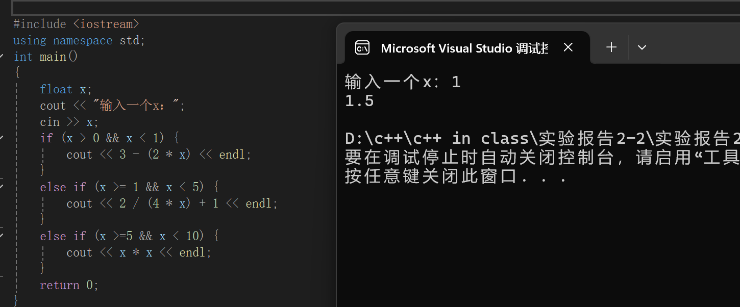 #include <iostream>
using namespace std;
int main()
{
float x;
cout << "输入一个x：";
cin >> x;
if (x > 0 && x < 1) {
cout << 3 - (2 * x) << endl;
}
else if (x >= 1 && x < 5) {
cout << 2 / (4 * x) + 1 << endl;
}
else if (x >=5 && x < 10) {
cout << x * x << endl;
}
return 0;
}
Microsoft Visual Studio 调试控
输入一个x：1
1.5
D:\c++\c++ in class\实验报告2-2\实验报告2
要在调试停止时自动关闭控制台，请启用“工具
按任意键关闭此窗口. . .